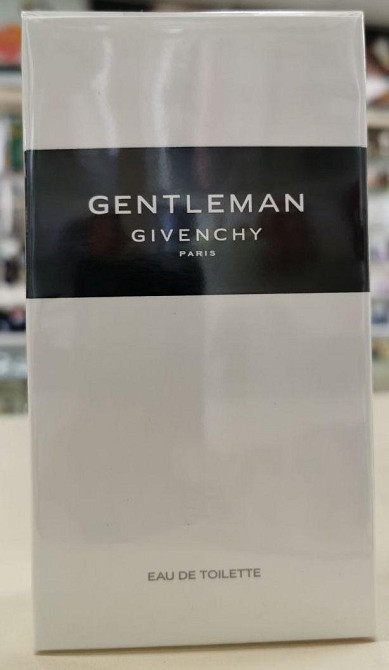 GENTLEMAN
GIVENCHY
PARIS
EAU DE TOILETTE